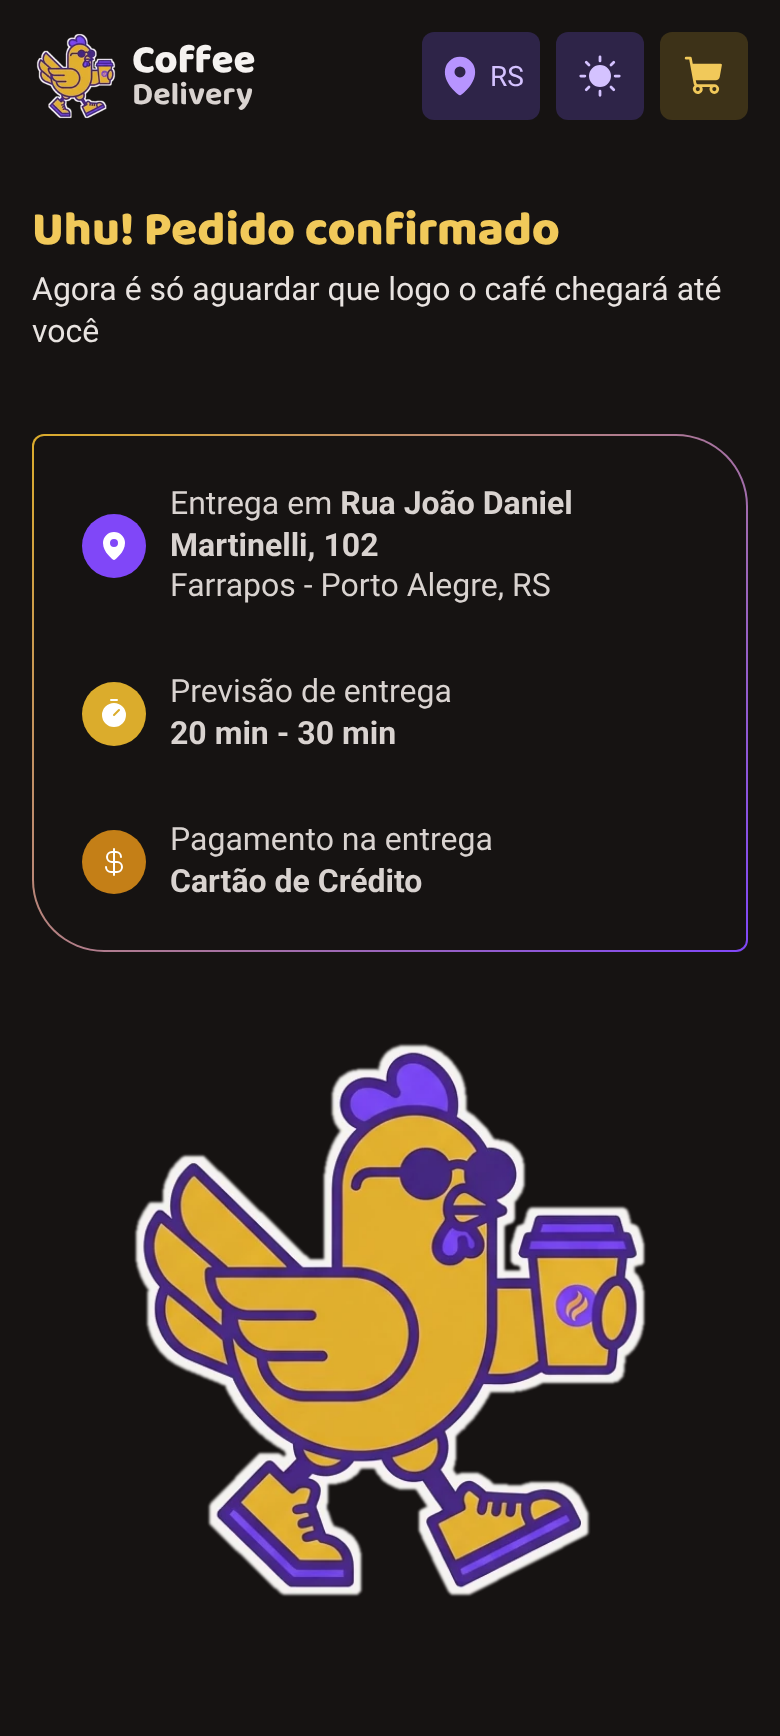 Coffee
Delivery
RS
Uhu! Pedido confirmado
Agora é só aguardar que logo o café chegará até
você
Entrega em Rua João Daniel
Martinelli, 102
Farrapos - Porto Alegre, RS
Previsão de entrega
20 min - 30 min
Pagamento na entrega
Cartão de Crédito